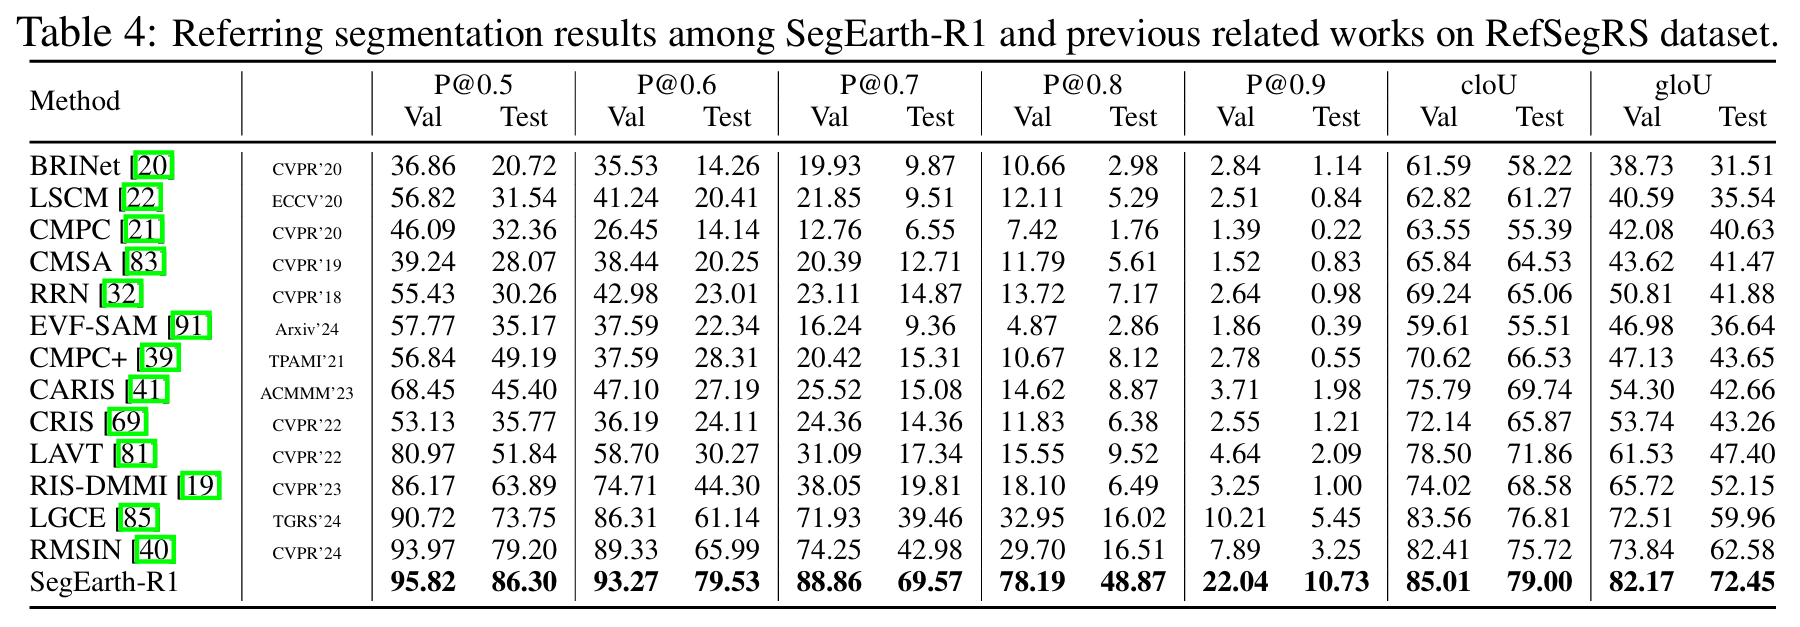 Table 4: Referring segmentation results among SegEarth-R1 and previous related works on RefSegRS dataset.
Method P@0.5 P@0.6 P@0.7 P@0.8 P@0.9 cIoU gIoU
Val Test Val Test Val Test Val Test Val Test Val Test Val Test
BRINet [20] CVPR'20 36.86 20.72 35.53 14.26 19.93 9.87 10.66 2.98 2.84 1.14 61.59 58.22 38.73 31.51
LSCM [22] ECCV'20 56.82 31.54 41.24 20.41 21.85 9.51 12.11 5.29 2.51 0.84 62.82 61.27 40.59 35.54
CMPC [21] CVPR'20 46.09 32.36 26.45 14.14 12.76 6.55 7.42 1.76 1.39 0.22 63.55 55.39 42.08 40.63
CMSA [83] CVPR'19 39.24 28.07 38.44 20.25 20.39 12.71 11.79 5.61 1.52 0.83 65.84 64.53 43.62 41.47
RRN [32] CVPR'18 55.43 30.26 42.98 23.01 23.11 14.87 13.72 7.17 2.64 0.98 69.24 65.06 50.81 41.88
EVF-SAM [91] Arxiv'24 57.77 35.17 37.59 22.34 16.24 9.36 4.87 2.86 1.86 0.39 59.61 55.51 46.98 36.64
CMPC+ [39] TPAMI'21 56.84 49.19 37.59 28.31 20.42 15.31 10.67 8.12 2.78 0.55 70.62 66.53 47.13 43.65
CARIS [41] ACMMM'23 68.45 45.40 47.10 27.19 25.52 15.08 14.62 8.87 3.71 1.98 75.79 69.74 54.30 42.66
CRIS [69] CVPR'22 53.13 35.77 36.19 24.11 24.36 14.36 11.83 6.38 2.55 1.21 72.14 65.87 53.74 43.26
LAVT [81] CVPR'22 80.97 51.84 58.70 30.27 31.09 17.34 15.55 9.52 4.64 2.09 78.50 71.86 61.53 47.40
RIS-DMMI [19] CVPR'23 86.17 63.89 74.71 44.30 38.05 19.81 18.10 6.49 3.25 1.00 74.02 68.58 65.72 52.15
LGCE [85] TGRS'24 90.72 73.75 86.31 61.14 71.93 39.46 32.95 16.02 10.21 5.45 83.56 76.81 72.51 59.96
RMSIN [40] CVPR'24 93.97 79.20 89.33 65.99 74.25 42.98 29.70 16.51 7.89 3.25 82.41 75.72 73.84 62.58
SegEarth-R1 95.82 86.30 93.27 79.53 88.86 69.57 78.19 48.87 22.04 10.73 85.01 79.00 82.17 72.45